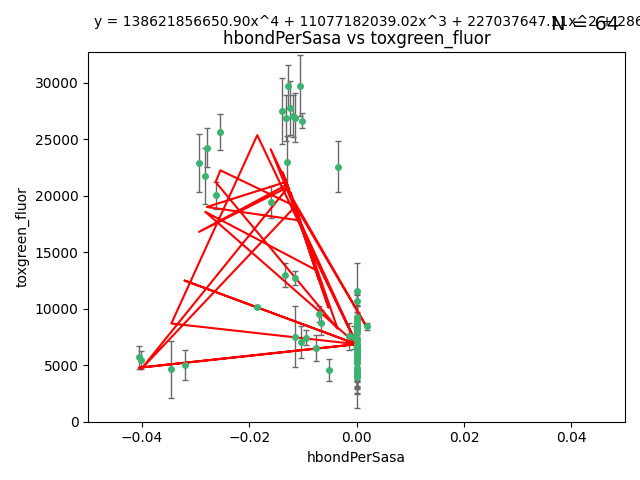 y = 138621856650.90x^4 + 11077182039.02x^3 + 227037647.
N = 64
hbondPerSasa vs toxgreen_fluor
30000
25000
20000
15000
10000
5000
0
toxgreen_fluor
−0.04
−0.02
0.00
0.02
0.04
hbondPerSasa